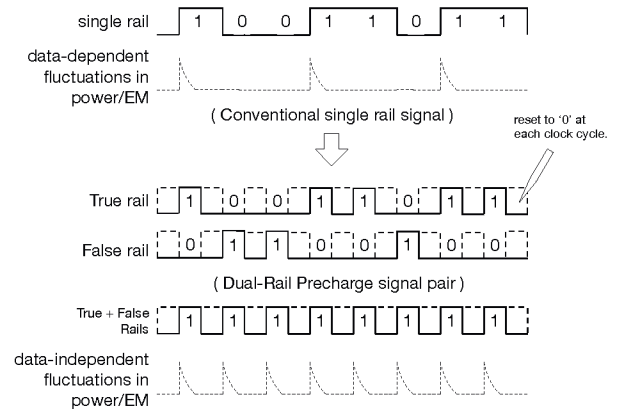 single rail 1 0 0 1 1 0 1 1
data-dependent
fluctuations in
power/EM
( Conventional single rail signal )
reset to '0' at
each clock cycle.
True rail 1 0 0 1 1 0 1 1
False rail 0 1 1 0 0 1 0 0
( Dual-Rail Precharge signal pair )
True + False
Rails 1 1 1 1 1 1 1 1
data-independent
fluctuations in
power/EM